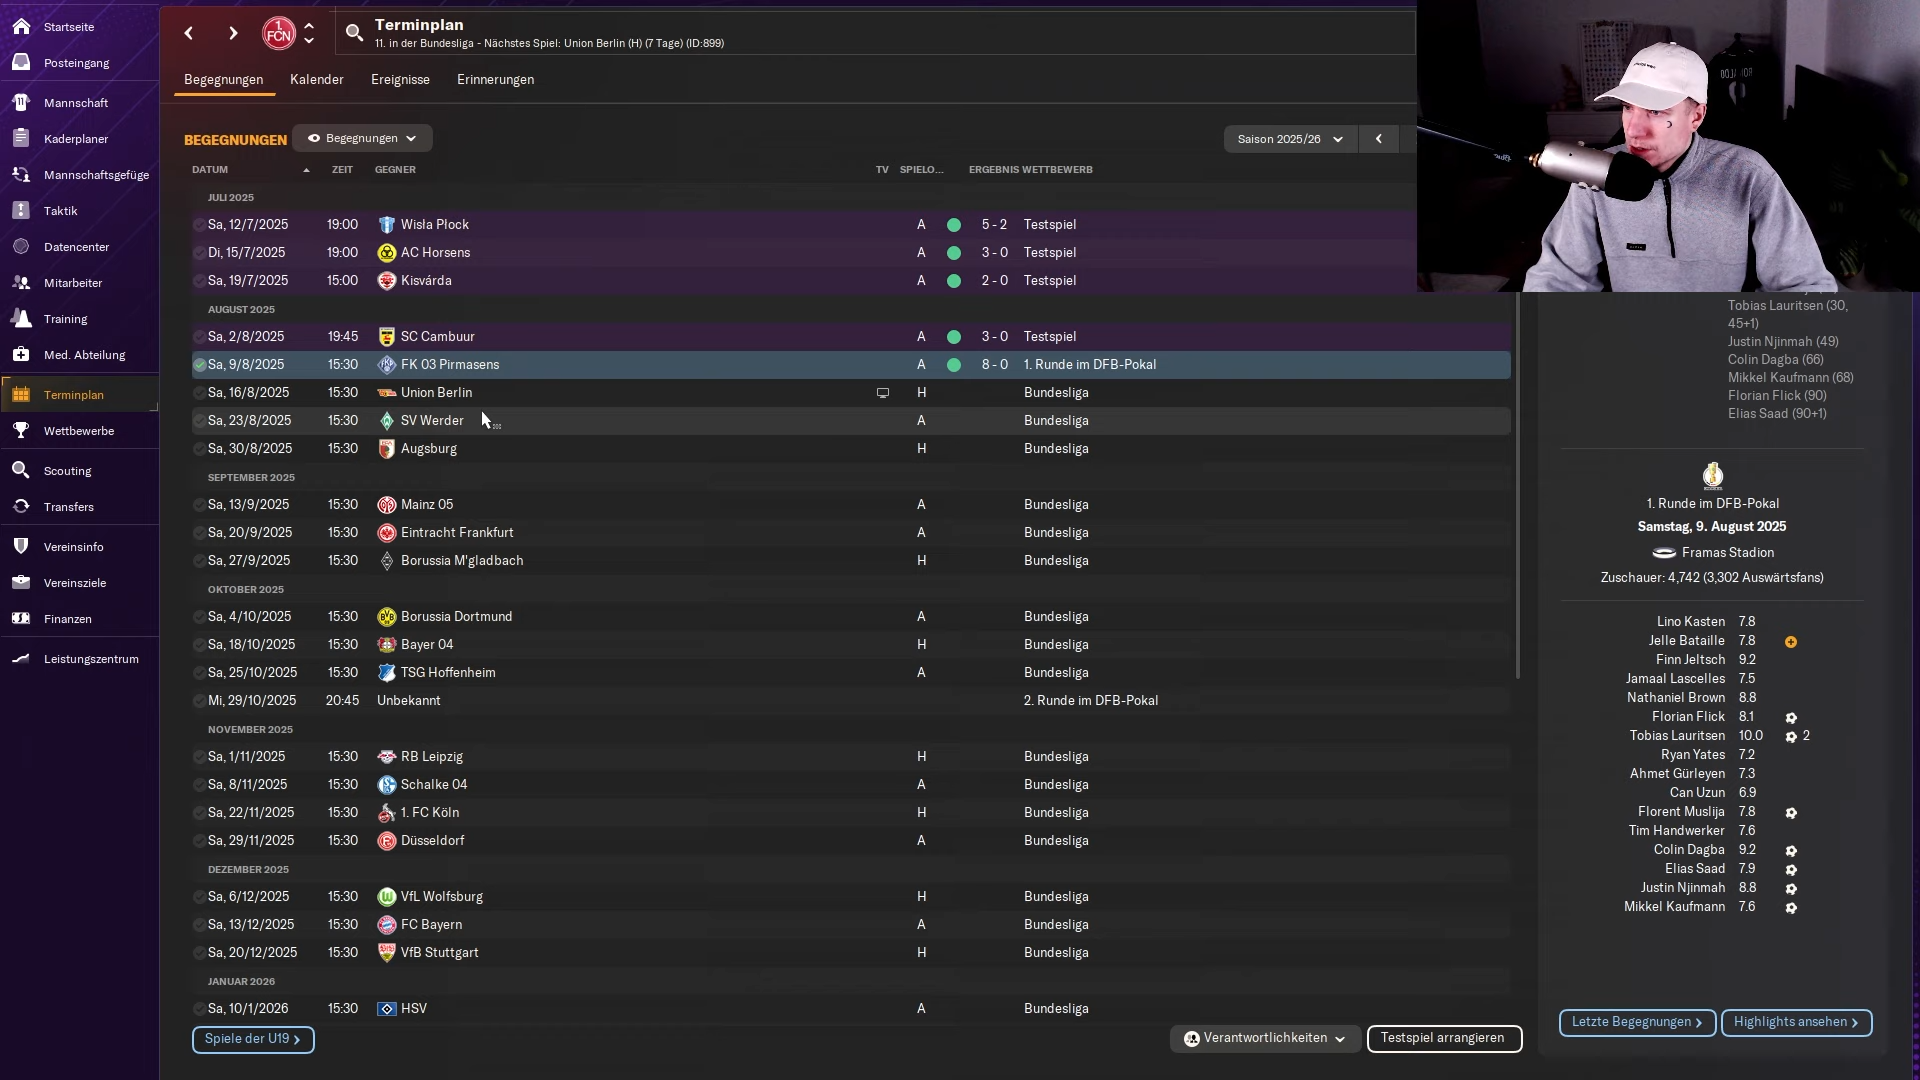 Startseite
Posteingang
Mannschaft
Kaderplaner
Mannschaftsgefüge
Taktik
Datencenter
Mitarbeiter
Training
Med. Abteilung
Terminplan
Wettbewerbe
Scouting
Transfers
Vereinsinfo
Vereinsziele
Finanzen
Leistungszentrum
Terminplan
11. in der Bundesliga - Nächstes Spiel: Union Berlin (H) (7 Tage) (ID:899)
Begegnungen Kalender Ereignisse Erinnerungen
BEGEGNUNGEN Begegnungen Saison 2025/26
DATUM ZEIT GEGNER TV SPIELO... ERGEBNIS WETTBEWERB
JULI 2025
Sa, 12/7/2025 19:00 Wisła Płock A 5 - 2 Testspiel
Di, 15/7/2025 19:00 AC Horsens A 3 - 0 Testspiel
Sa, 19/7/2025 15:00 Kisvárda A 2 - 0 Testspiel
AUGUST 2025
Sa, 2/8/2025 19:45 SC Cambuur A 3 - 0 Testspiel
Sa, 9/8/2025 15:30 FK 03 Pirmasens A 8 - 0 1. Runde im DFB-Pokal
Sa, 16/8/2025 15:30 Union Berlin H Bundesliga
Sa, 23/8/2025 15:30 SV Werder A Bundesliga
Sa, 30/8/2025 15:30 Augsburg H Bundesliga
SEPTEMBER 2025
Sa, 13/9/2025 15:30 Mainz 05 A Bundesliga
Sa, 20/9/2025 15:30 Eintracht Frankfurt A Bundesliga
Sa, 27/9/2025 15:30 Borussia M'gladbach H Bundesliga
OKTOBER 2025
Sa, 4/10/2025 15:30 Borussia Dortmund A Bundesliga
Sa, 18/10/2025 15:30 Bayer 04 H Bundesliga
Sa, 25/10/2025 15:30 TSG Hoffenheim A Bundesliga
Mi, 29/10/2025 20:45 Unbekannt 2. Runde im DFB-Pokal
NOVEMBER 2025
Sa, 1/11/2025 15:30 RB Leipzig H Bundesliga
Sa, 8/11/2025 15:30 Schalke 04 A Bundesliga
Sa, 22/11/2025 15:30 1. FC Köln H Bundesliga
Sa, 29/11/2025 15:30 Düsseldorf A Bundesliga
DEZEMBER 2025
Sa, 6/12/2025 15:30 VfL Wolfsburg H Bundesliga
Sa, 13/12/2025 15:30 FC Bayern A Bundesliga
Sa, 20/12/2025 15:30 VfB Stuttgart H Bundesliga
JANUAR 2026
Sa, 10/1/2026 15:30 HSV A Bundesliga
Spiele der U19 Verantwortlichkeiten Testspiel arrangieren
Tobias Lauritsen (30,
45+1)
Justin Njinmah (49)
Colin Dagba (66)
Mikkel Kaufmann (68)
Florian Flick (90)
Elias Saad (90+1)
1. Runde im DFB-Pokal
Samstag, 9. August 2025
Framas Stadion
Zuschauer: 4,742 (3,302 Auswärtsfans)
Lino Kasten 7.8
Jelle Bataille 7.8
Finn Jeltsch 9.2
Jamaal Lascelles 7.5
Nathaniel Brown 8.8
Florian Flick 8.1
Tobias Lauritsen 10.0 2
Ryan Yates 7.2
Ahmet Gürleyen 7.3
Can Uzun 6.9
Florent Muslija 7.8
Tim Handwerker 7.6
Colin Dagba 9.2
Elias Saad 7.9
Justin Njinmah 8.8
Mikkel Kaufmann 7.6
Letzte Begegnungen Highlights ansehen